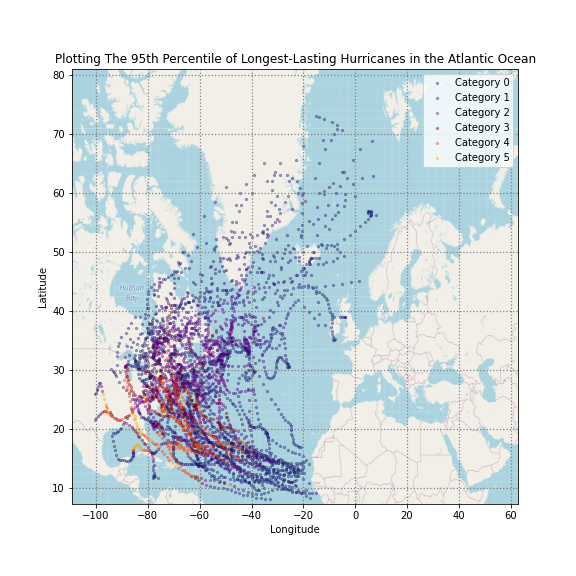 Plotting The 95th Percentile of Longest-Lasting Hurricanes in the Atlantic Ocean
Category 0
Category 1
Category 2
Category 3
Category 4
Category 5
80
70
60
50
40
30
20
10
Latitude
Hudson
Bay
−100
−80
−60
−40
−20
0
20
40
60
Longitude